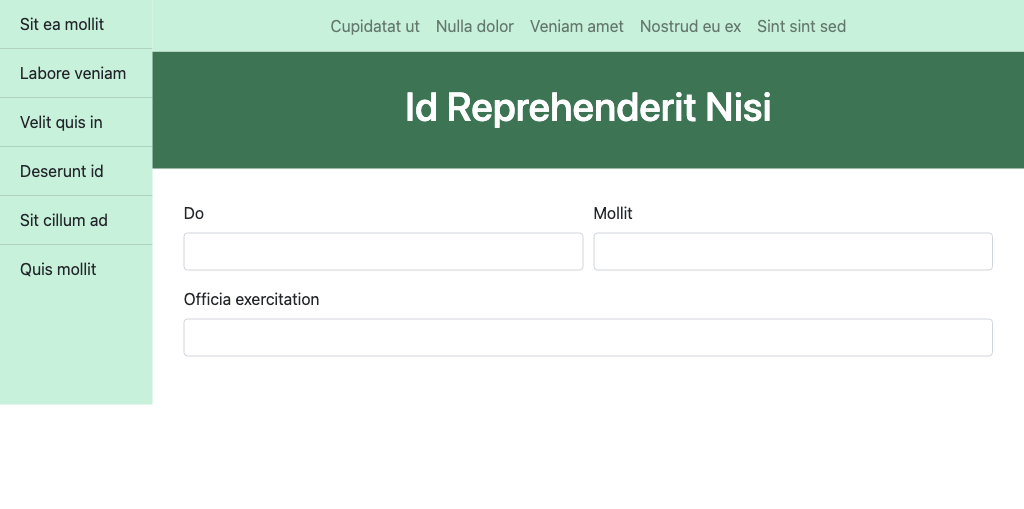 Sit ea mollit
Labore veniam
Velit quis in
Deserunt id
Sit cillum ad
Quis mollit
Cupidatat ut Nulla dolor Veniam amet Nostrud eu ex Sint sint sed
Id Reprehenderit Nisi
Do
Mollit
Officia exercitation